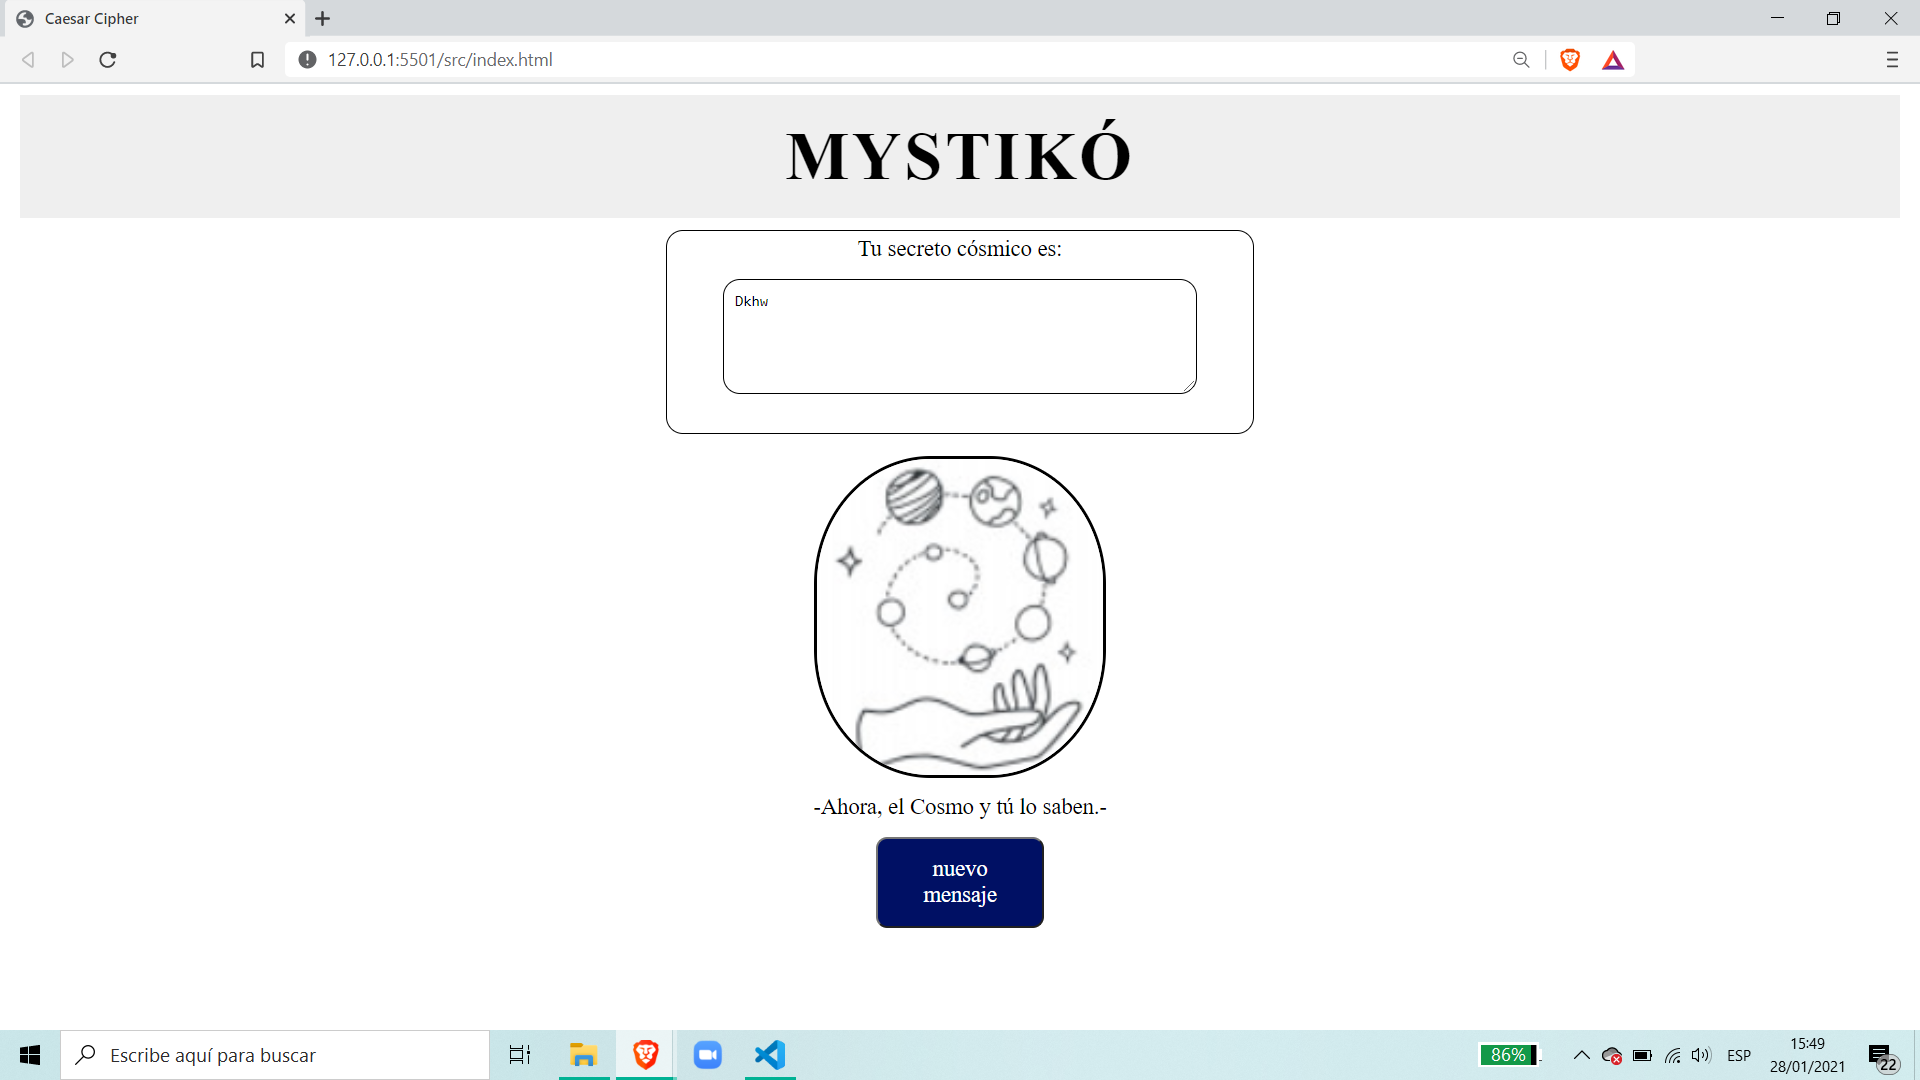 Caesar Cipher
127.0.0.1:5501/src/index.html
MYSTIKÓ
Tu secreto cósmico es:
Dkhw
-Ahora, el Cosmo y tú lo saben.-
nuevo
mensaje
Escribe aquí para buscar
86%
ESP
15:49
28/01/2021
22